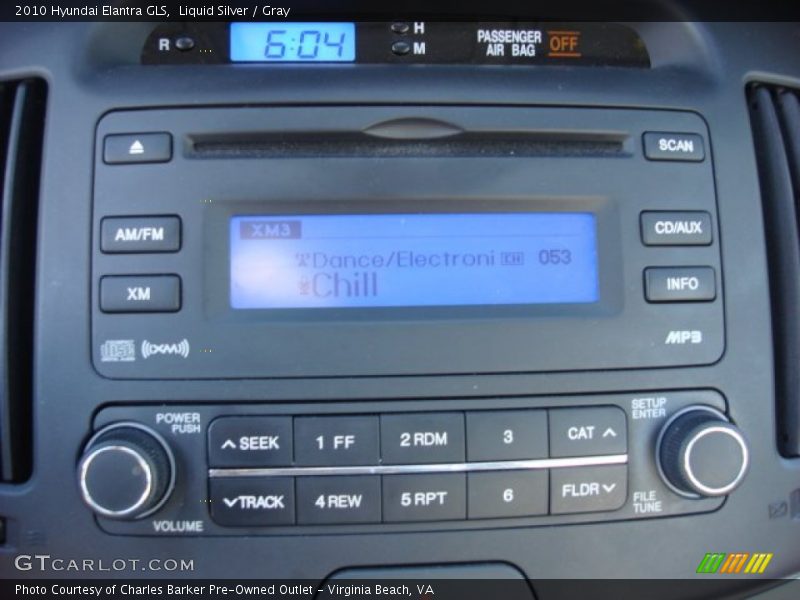 2010 Hyundai Elantra GLS,  Liquid Silver / Gray
R
6:04
H
M
PASSENGER
AIR BAG
OFF
SCAN
AM/FM
XM3
Dance/Electroni CH 053
Chill
CD/AUX
XM
INFO
disc
((XM))
MP3
POWER
PUSH
VOLUME
SEEK
1 FF
2 RDM
3
CAT
TRACK
4 REW
5 RPT
6
FLDR
SETUP
ENTER
FILE
TUNE
GTCARLOT.COM
Photo Courtesy of Charles Barker Pre-Owned Outlet - Virginia Beach, VA